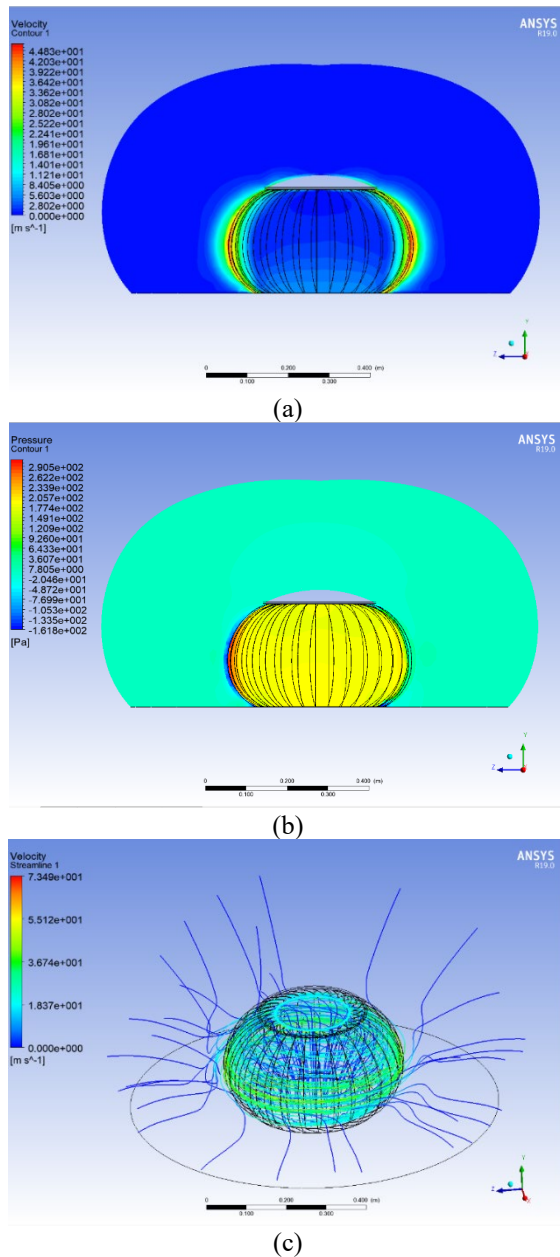 Velocity
Contour 1
ANSYS
R19.0
4.483e+001
4.203e+001
3.922e+001
3.642e+001
3.362e+001
3.082e+001
2.802e+001
2.522e+001
2.241e+001
1.961e+001
1.681e+001
1.401e+001
1.121e+001
8.405e+000
5.603e+000
2.802e+000
0.000e+000
[m s^-1]
Y
Z
0 0.200 0.400 (m)
0.100 0.300
(a)
Pressure
Contour 1
ANSYS
R19.0
2.905e+002
2.622e+002
2.339e+002
2.057e+002
1.774e+002
1.491e+002
1.209e+002
9.260e+001
6.433e+001
3.607e+001
7.805e+000
-2.046e+001
-4.872e+001
-7.699e+001
-1.053e+002
-1.335e+002
-1.618e+002
[Pa]
Y
Z
0 0.200 0.400 (m)
0.100 0.300
(b)
Velocity
Streamline 1
ANSYS
R19.0
7.349e+001
5.512e+001
3.674e+001
1.837e+001
0.000e+000
[m s^-1]
Y
Z
0 0.200 0.400 (m)
0.100 0.300
(c)